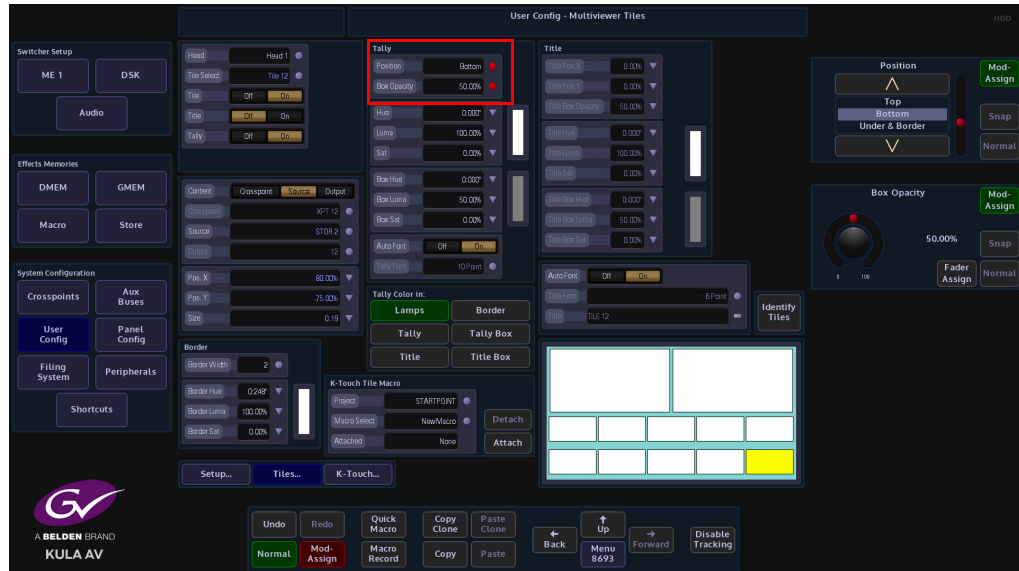 User Config - Multiviewer Tiles
HDD
Switcher Setup
ME 1
DSK
Audio
Effects Memories
DMEM
GMEM
Macro
Store
System Configuration
Crosspoints
Aux
Buses
User
Config
Panel
Config
Filing
System
Peripherals
Shortcuts
A BELDEN BRAND
KULA AV
Head
Head 1
Tile Select
Tile 12
Tile
Off
On
Title
Off
On
Tally
Off
On
Content
Crosspoint
Source
Output
Crosspoint
XPT 12
Source
STOR 2
Output
12
Pos. X
80.00%
Pos. Y
-75.00%
Size
0.19
Border
Border Width
2
Border Hue
0.248°
Border Luma
100.00%
Border Sat
0.00%
Tally
Position
Bottom
Box Opacity
50.00%
Hue
0.000°
Luma
100.00%
Sat
0.00%
Box Hue
0.000°
Box Luma
50.00%
Box Sat
0.00%
Auto Font
Off
On
Tally Font
10 Point
Tally Color in:
Lamps
Border
Tally
Tally Box
Title
Title Box
K-Touch Tile Macro
Project
STARTPOINT
Macro Select
NewMacro
Attached
None
Detach
Attach
Title
Title Pos X
0.00%
Title Pos Y
0.00%
Title Box Opacity
50.00%
Title Hue
0.000°
Title Luma
100.00%
Title Sat
0.00%
Title Box Hue
0.000°
Title Box Luma
50.00%
Title Box Sat
0.00%
Auto Font
Off
On
Title Font
6 Point
Title
TILE 12
Identify
Tiles
Position
Top
Bottom
Under & Border
Mod-
Assign
Snap
Normal
Box Opacity
0
100
50.00%
Fader
Assign
Mod-
Assign
Snap
Normal
Setup...
Tiles...
K-Touch...
Undo
Redo
Quick
Macro
Copy
Clone
Paste
Clone
Normal
Mod-
Assign
Macro
Record
Copy
Paste
Back
Up
Menu
8693
Forward
Disable
Tracking